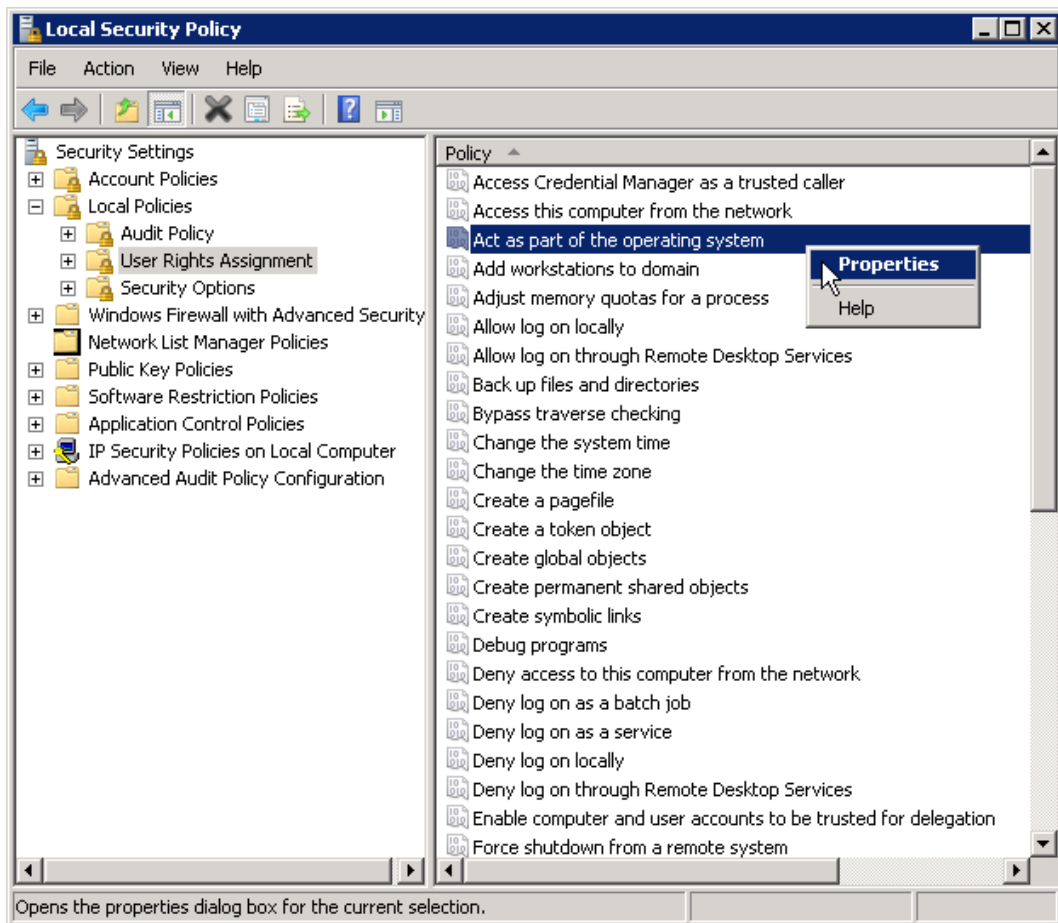 Local Security Policy
File Action View Help
Security Settings
Account Policies
Local Policies
Audit Policy
User Rights Assignment
Security Options
Windows Firewall with Advanced Security
Network List Manager Policies
Public Key Policies
Software Restriction Policies
Application Control Policies
IP Security Policies on Local Computer
Advanced Audit Policy Configuration
Policy
Access Credential Manager as a trusted caller
Access this computer from the network
Act as part of the operating system
Add workstations to domain
Adjust memory quotas for a process
Allow log on locally
Allow log on through Remote Desktop Services
Back up files and directories
Bypass traverse checking
Change the system time
Change the time zone
Create a pagefile
Create a token object
Create global objects
Create permanent shared objects
Create symbolic links
Debug programs
Deny access to this computer from the network
Deny log on as a batch job
Deny log on as a service
Deny log on locally
Deny log on through Remote Desktop Services
Enable computer and user accounts to be trusted for delegation
Force shutdown from a remote system
Properties
Help
Opens the properties dialog box for the current selection.